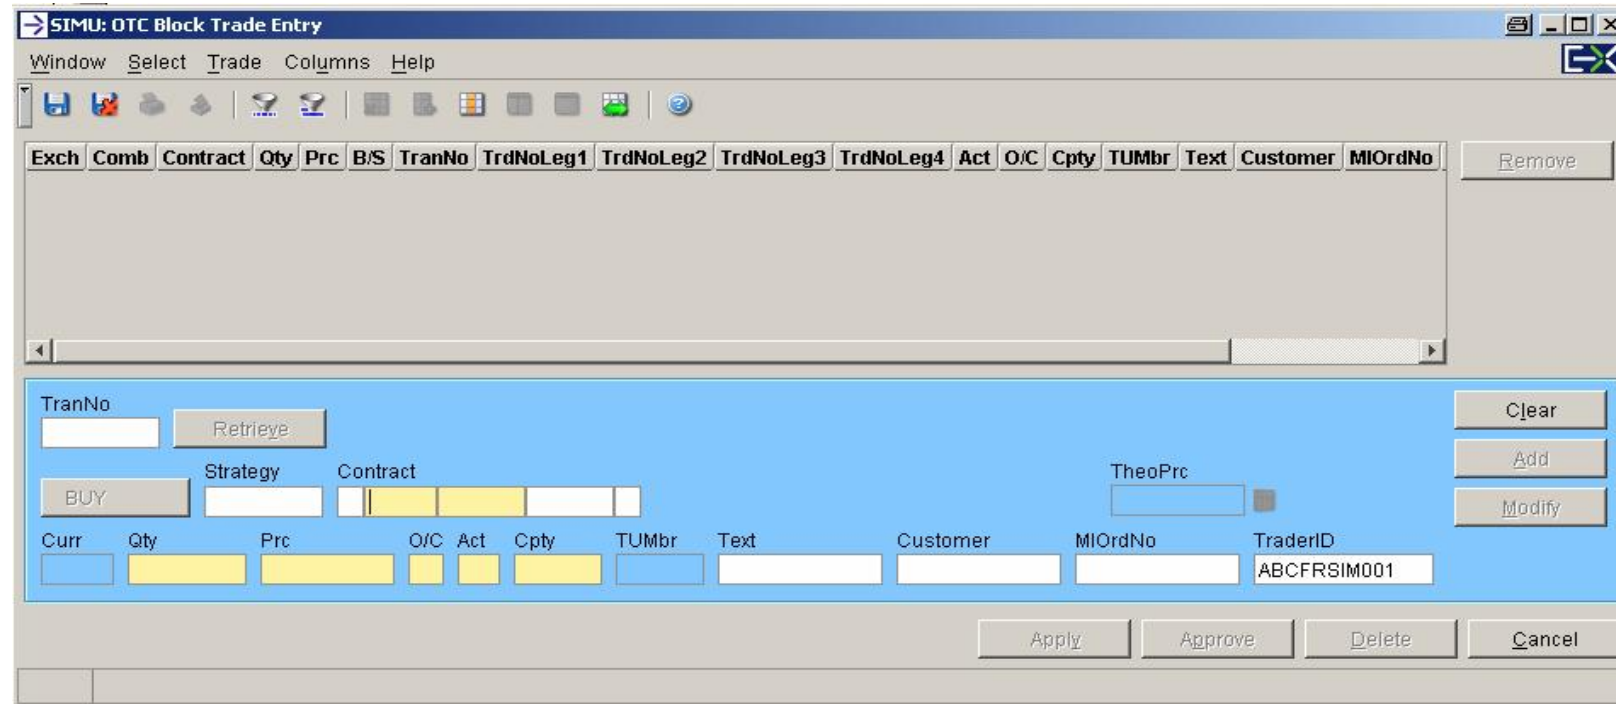 SIMU: OTC Block Trade Entry
Window Select Trade Columns Help
Exch Comb Contract Qty Prc B/S TranNo TrdNoLeg1 TrdNoLeg2 TrdNoLeg3 TrdNoLeg4 Act O/C Cpty TUMbr Text Customer MIOrdNo Remove
TranNo
Retrieve
Clear
Strategy Contract TheoPrc
Add
BUY
Modify
Curr Qty Prc O/C Act Cpty TUMbr Text Customer MIOrdNo TraderID
ABCFRSIM001
Apply Approve Delete Cancel